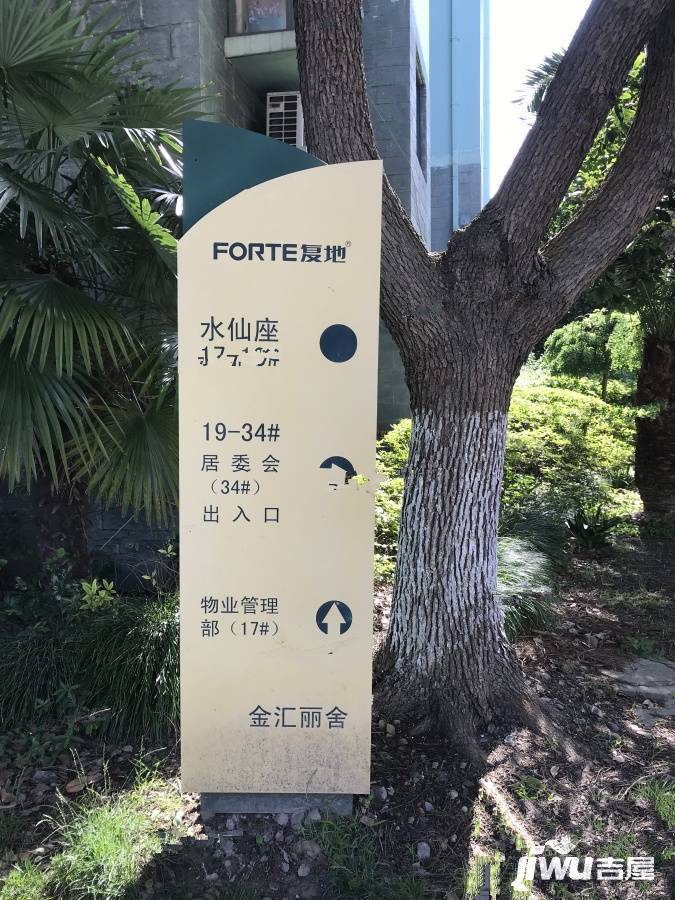 FORTE复地®
水仙座
19-34#
居委会
（34#）
出入口
物业管理
部（17#）
金汇丽舍
JIWU吉屋